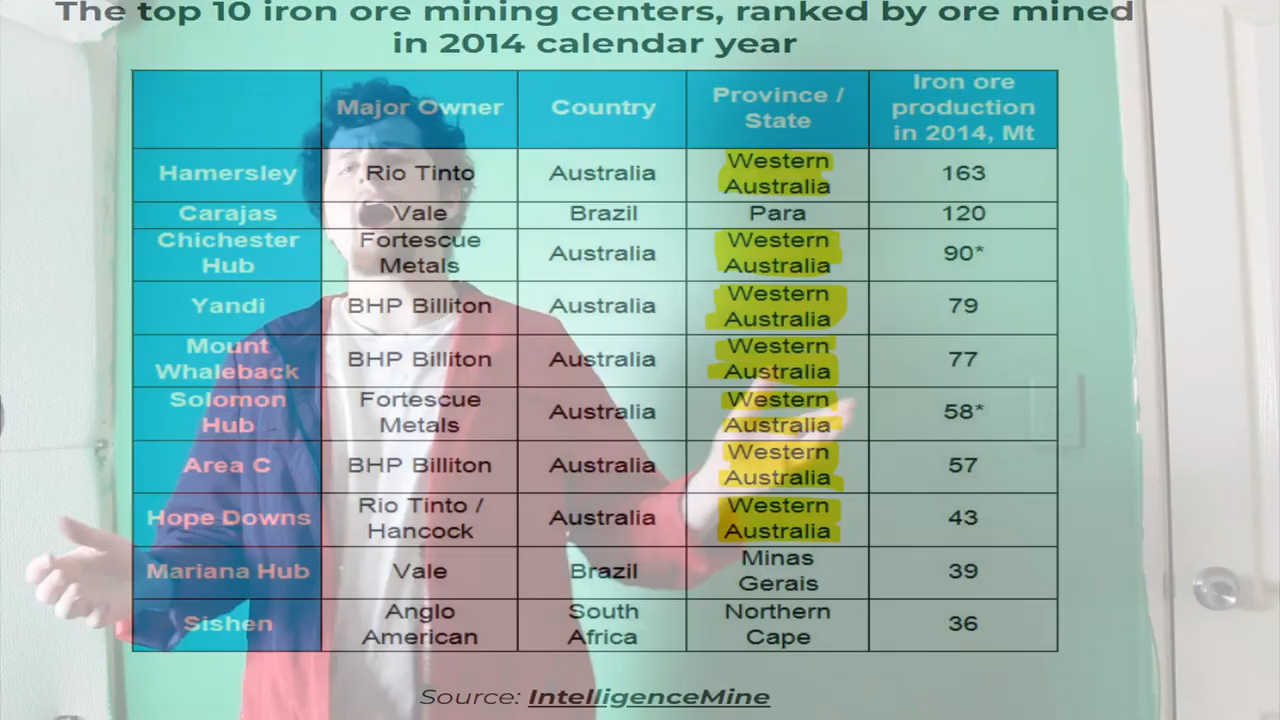 The top 10 iron ore mining centers, ranked by ore mined
in 2014 calendar year
Major Owner Country Province / State Iron ore production in 2014, Mt
Hamersley Rio Tinto Australia Western Australia 163
Carajas Vale Brazil Para 120
Chichester Hub Fortescue Metals Australia Western Australia 90*
Yandi BHP Billiton Australia Western Australia 79
Mount Whaleback BHP Billiton Australia Western Australia 77
Solomon Hub Fortescue Metals Australia Western Australia 58*
Area C BHP Billiton Australia Western Australia 57
Hope Downs Rio Tinto / Hancock Australia Western Australia 43
Mariana Hub Vale Brazil Minas Gerais 39
Sishen Anglo American South Africa Northern Cape 36
Source: IntelligenceMine